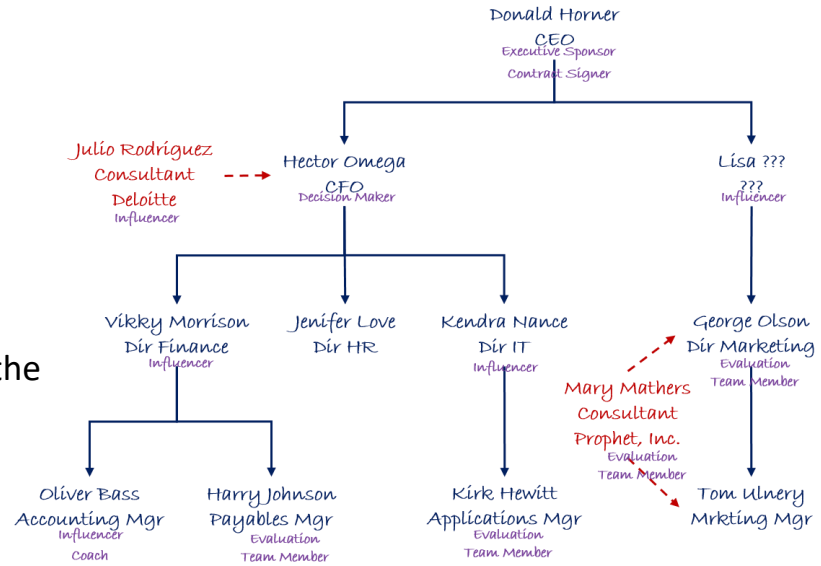 Donald Horner
CEO
Executive Sponsor
Contract Signer
Julio Rodriguez
Consultant
Deloitte
Influencer
Hector Omega
CFO
Decision Maker
Lisa ???
???
Influencer
Vikky Morrison
Dir Finance
Influencer
Jenifer Love
Dir HR
Kendra Nance
Dir IT
Influencer
George Olson
Dir Marketing
Evaluation
Team Member
the
Mary Mathers
Consultant
Prophet, Inc.
Evaluation
Team Member
Oliver Bass
Accounting Mgr
Influencer
Coach
Harry Johnson
Payables Mgr
Evaluation
Team Member
Kirk Hewitt
Applications Mgr
Evaluation
Team Member
Tom Ulnery
Mrkting Mgr